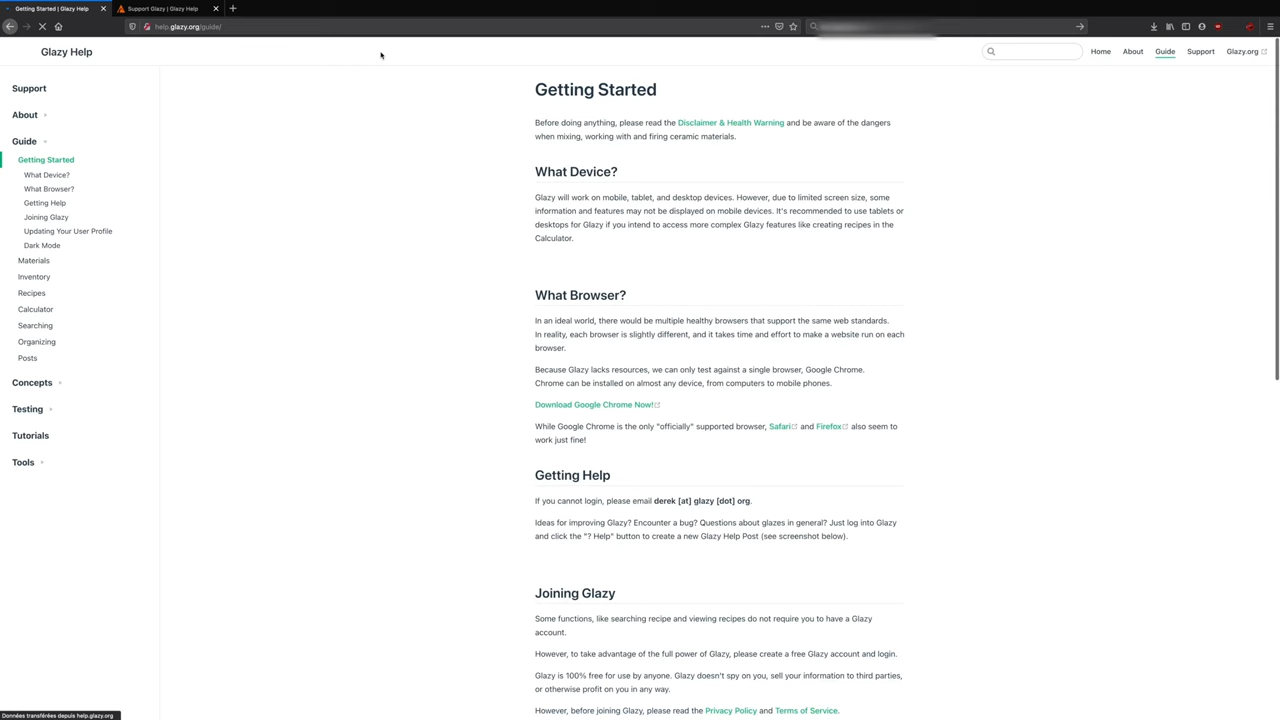 Getting Started | Glazy Help
Support Glazy | Glazy Help
help.glazy.org/guide/
Glazy Help
Home
About
Guide
Support
Glazy.org
Support
About
Guide
Getting Started
What Device?
What Browser?
Getting Help
Joining Glazy
Updating Your User Profile
Dark Mode
Materials
Inventory
Recipes
Calculator
Searching
Organizing
Posts
Concepts
Testing
Tutorials
Tools
Getting Started
Before doing anything, please read the Disclaimer & Health Warning and be aware of the dangers
when mixing, working with and firing ceramic materials.
What Device?
Glazy will work on mobile, tablet, and desktop devices. However, due to limited screen size, some
information and features may not be displayed on mobile devices. It's recommended to use tablets or
desktops for Glazy if you intend to access more complex Glazy features like creating recipes in the
Calculator.
What Browser?
In an ideal world, there would be multiple healthy browsers that support the same web standards.
In reality, each browser is slightly different, and it takes time and effort to make a website run on each
browser.
Because Glazy lacks resources, we can only test against a single browser, Google Chrome.
Chrome can be installed on almost any device, from computers to mobile phones.
Download Google Chrome Now!
While Google Chrome is the only "officially" supported browser, Safari and Firefox also seem to
work just fine!
Getting Help
If you cannot login, please email derek [at] glazy [dot] org.
Ideas for improving Glazy? Encounter a bug? Questions about glazes in general? Just log into Glazy
and click the "? Help" button to create a new Glazy Help Post (see screenshot below).
Joining Glazy
Some functions, like searching recipe and viewing recipes do not require you to have a Glazy
account.
However, to take advantage of the full power of Glazy, please create a free Glazy account and login.
Glazy is 100% free for use by anyone. Glazy doesn't spy on you, sell your information to third parties,
or otherwise profit on you in any way.
However, before joining Glazy, please read the Privacy Policy and Terms of Service.
Données transférées depuis help.glazy.org